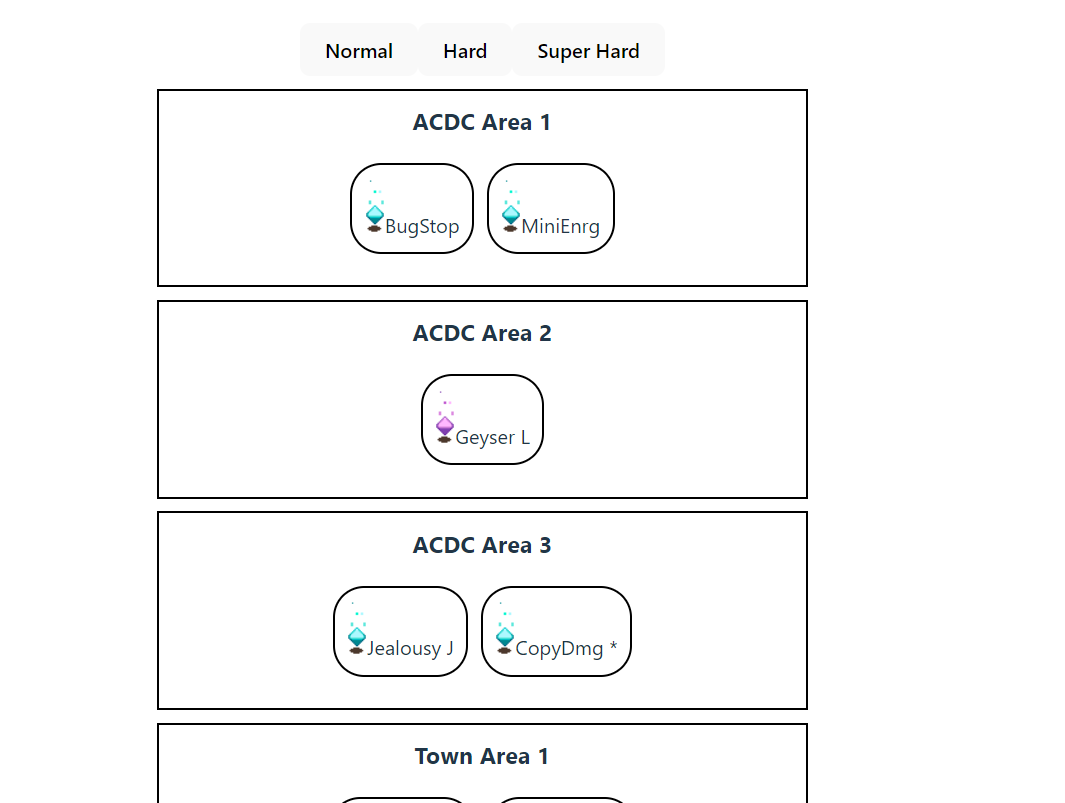 Normal Hard Super Hard
ACDC Area 1
BugStop MiniEnrg
ACDC Area 2
Geyser L
ACDC Area 3
Jealousy J CopyDmg *
Town Area 1